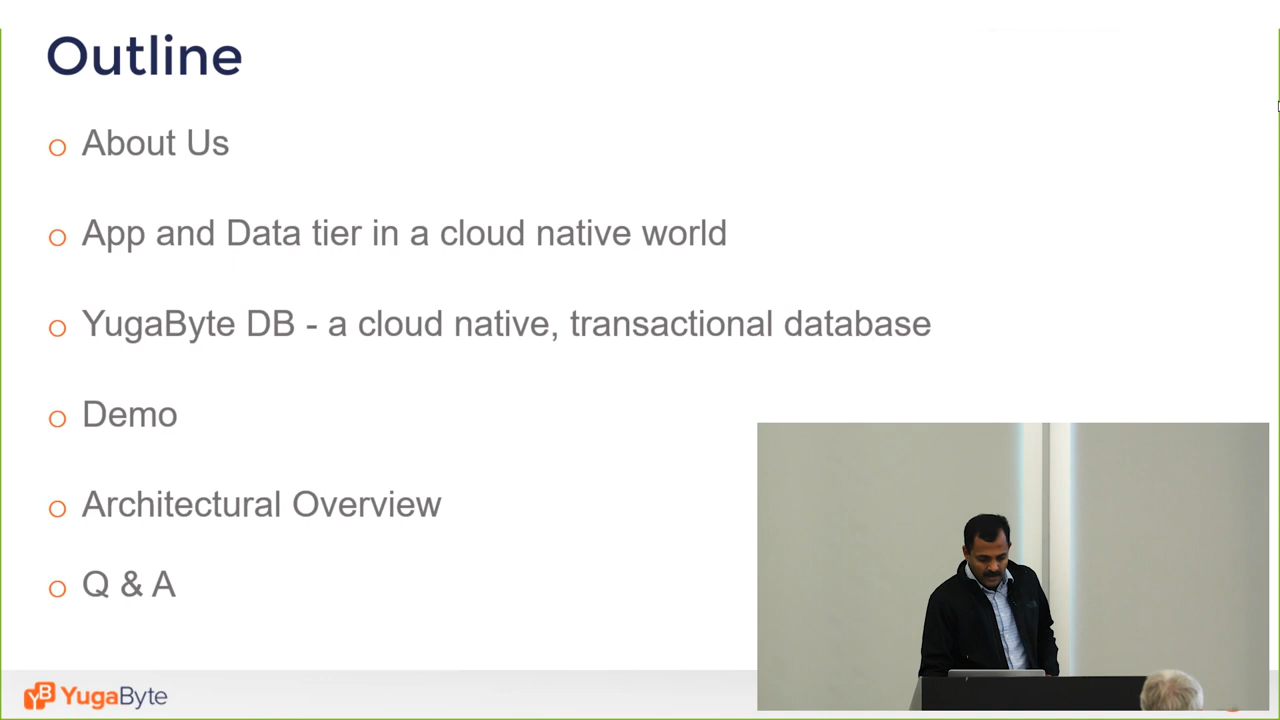 Outline
o About Us
o App and Data tier in a cloud native world
o YugaByte DB - a cloud native, transactional database
o Demo
o Architectural Overview
o Q & A
YB YugaByte